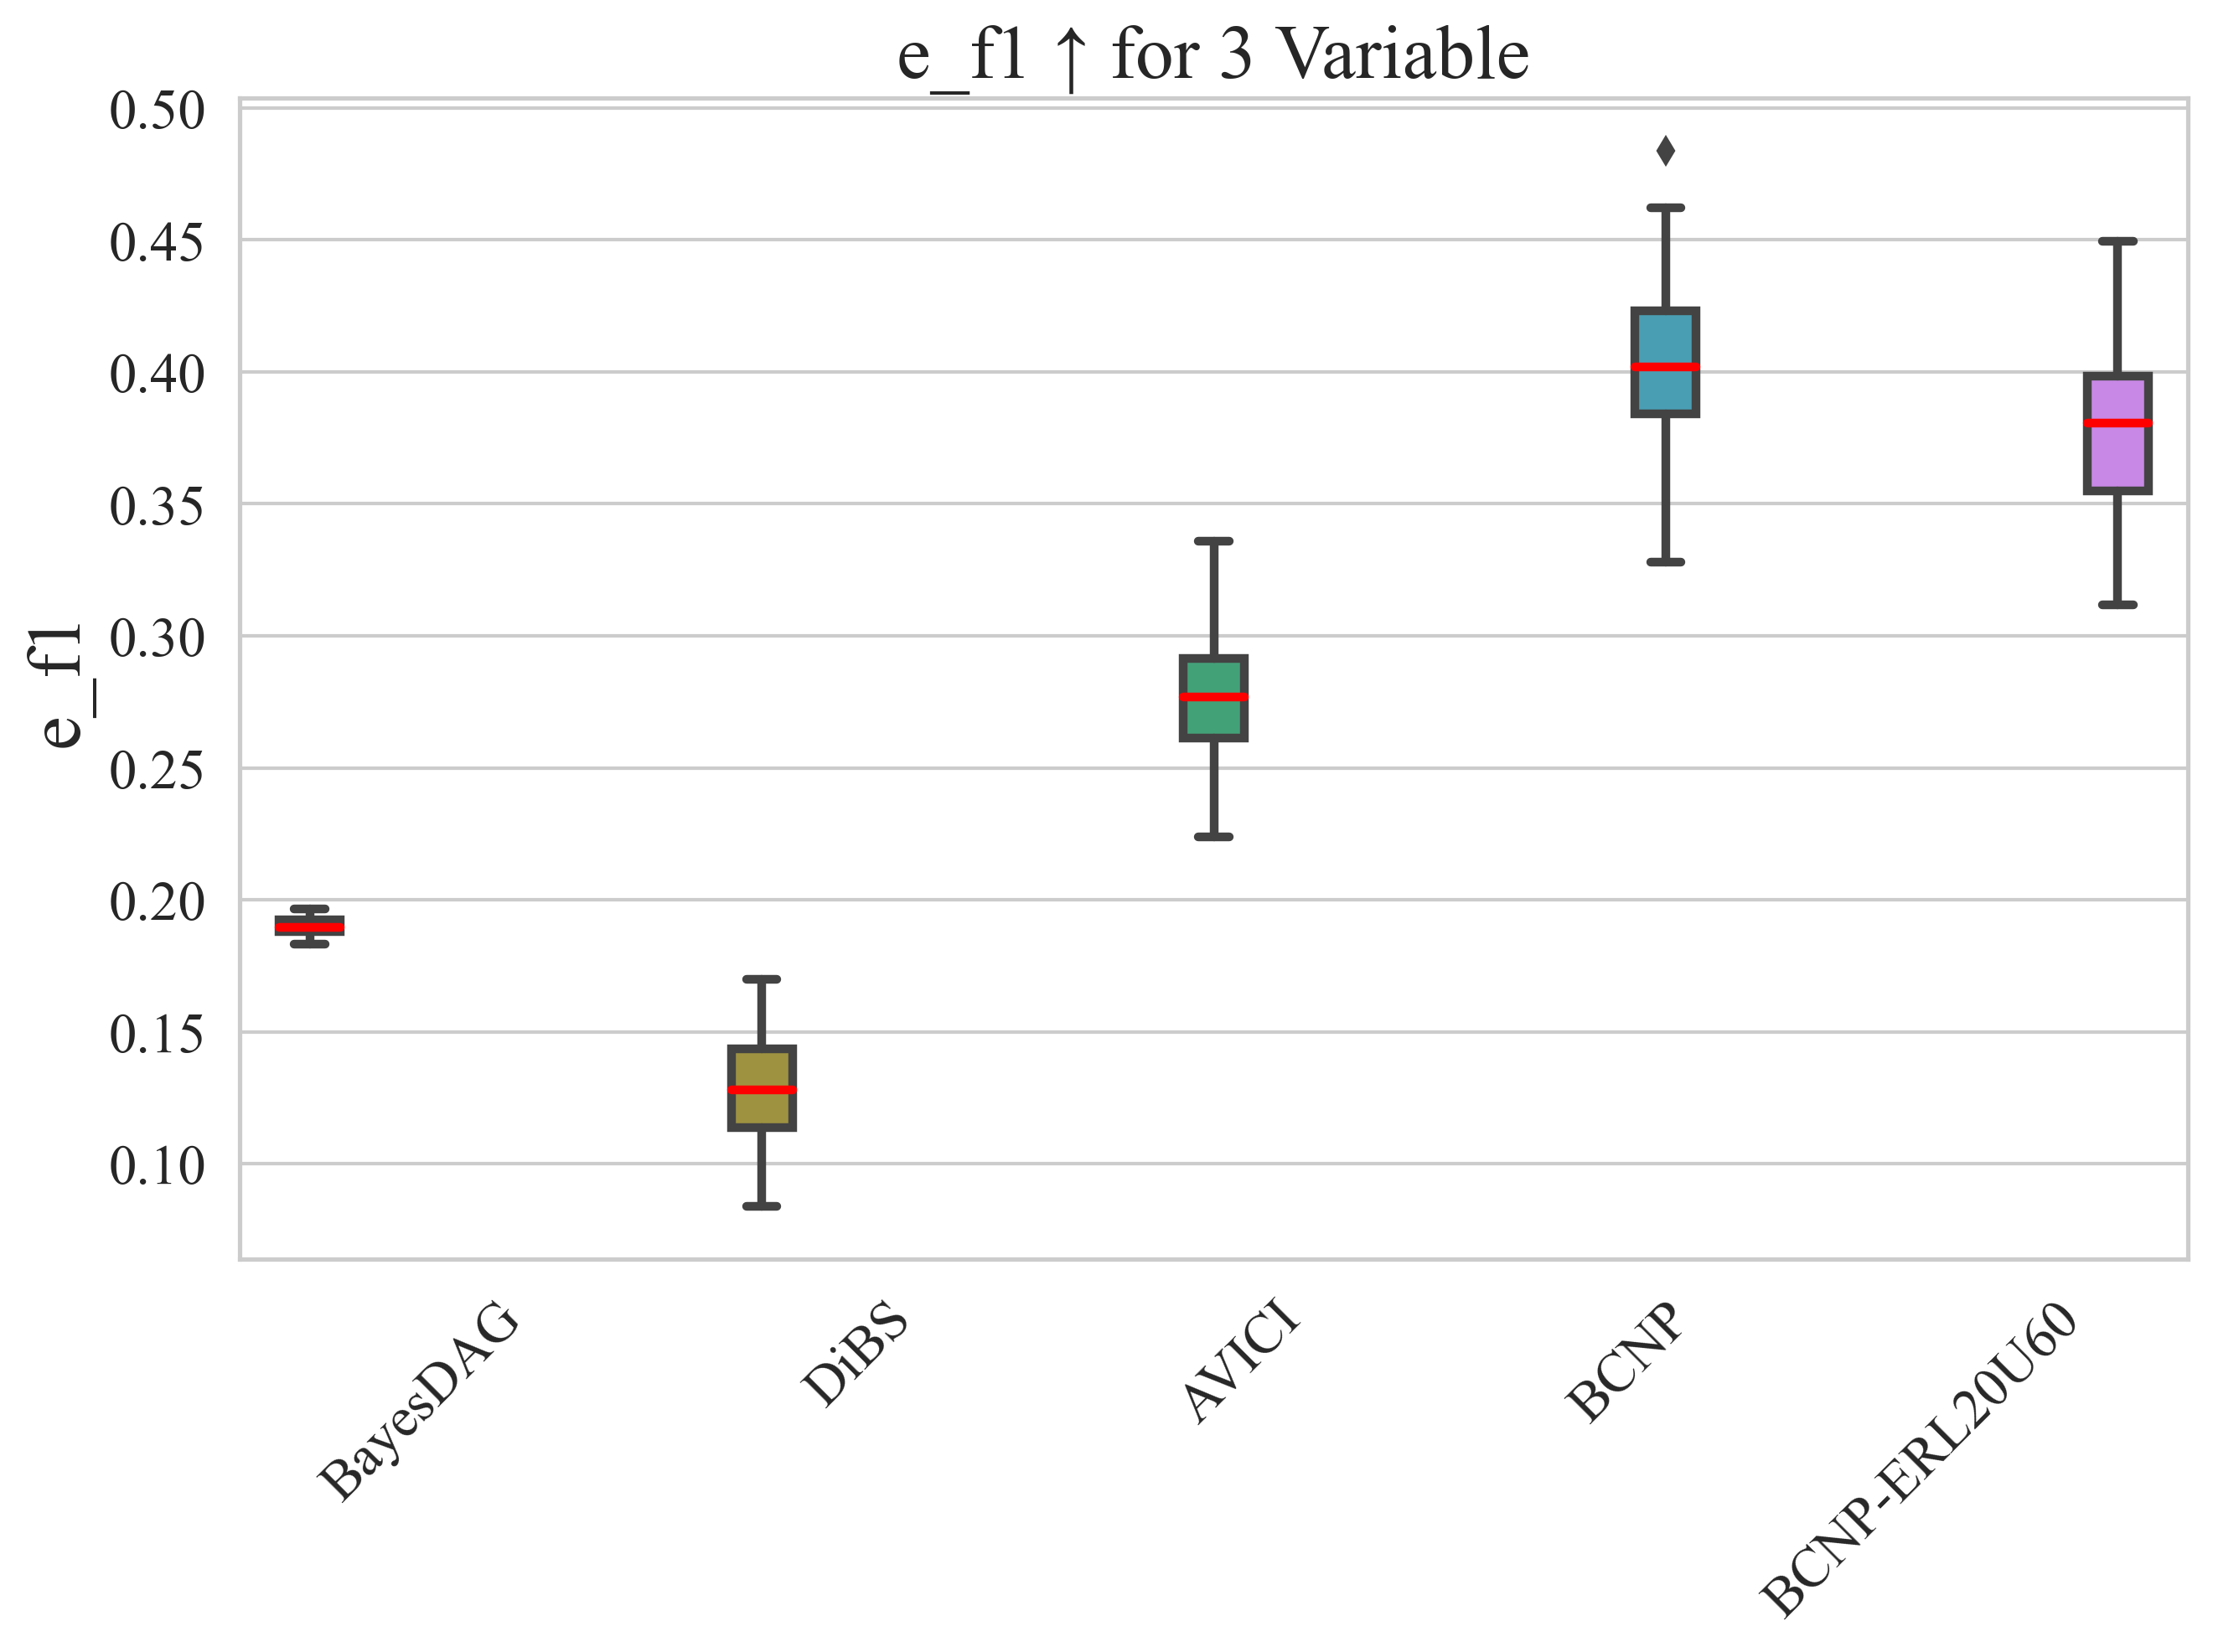 e_f1 ↑ for 3 Variable
e_f1
0.50
0.45
0.40
0.35
0.30
0.25
0.20
0.15
0.10
BayesDAG
DiBS
AVICI
BCNP
BCNP-ERL20U60